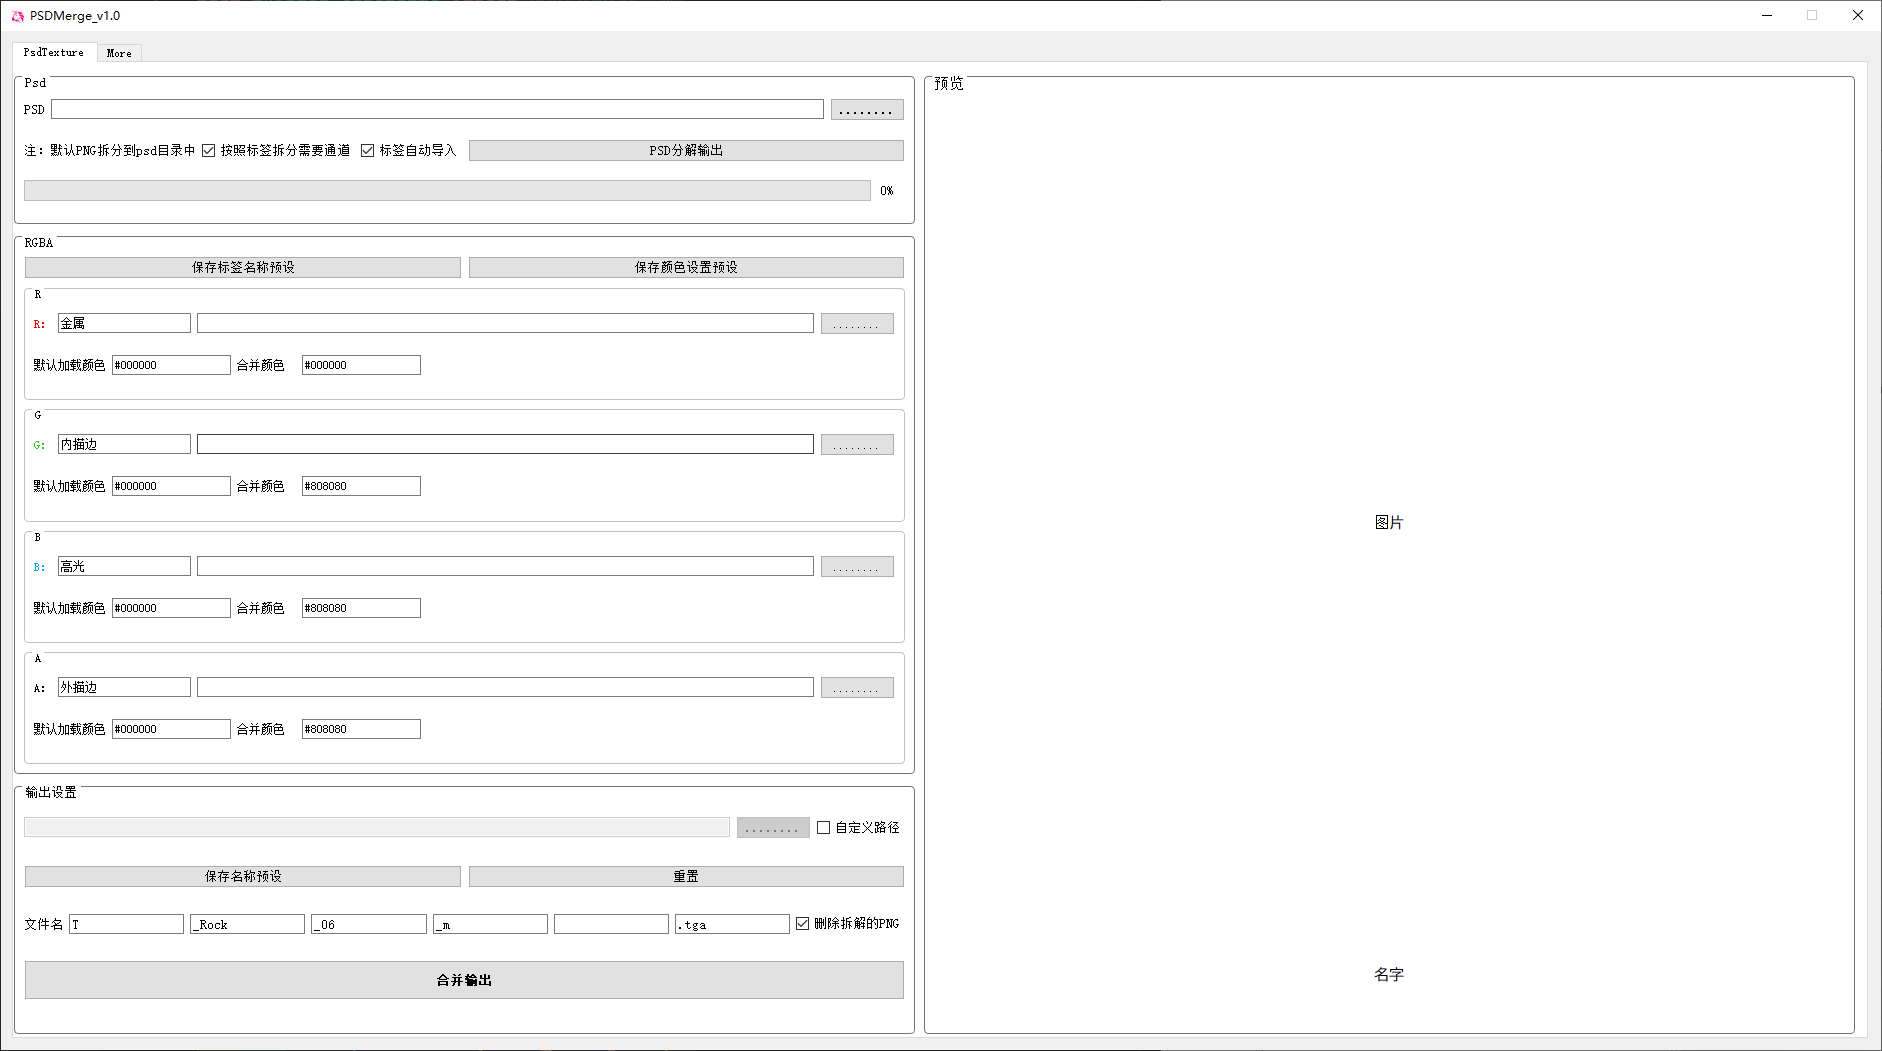 PSDMerge_v1.0
PsdTexture More
Psd
PSD ........
注：默认PNG拆分到psd目录中 按照标签拆分需要通道 标签自动导入 PSD分解输出
0%
RGBA
保存标签名称预设 保存颜色设置预设
R
R: 金属 ........
默认加载颜色 #000000 合并颜色 #000000
G
G: 内描边 ........
默认加载颜色 #000000 合并颜色 #808080
B
B: 高光 ........
默认加载颜色 #000000 合并颜色 #808080
A
A: 外描边 ........
默认加载颜色 #000000 合并颜色 #808080
输出设置
........ 自定义路径
保存名称预设 重置
文件名 T _Rock _06 _m .tga 删除拆解的PNG
合并输出
预览
图片
名字